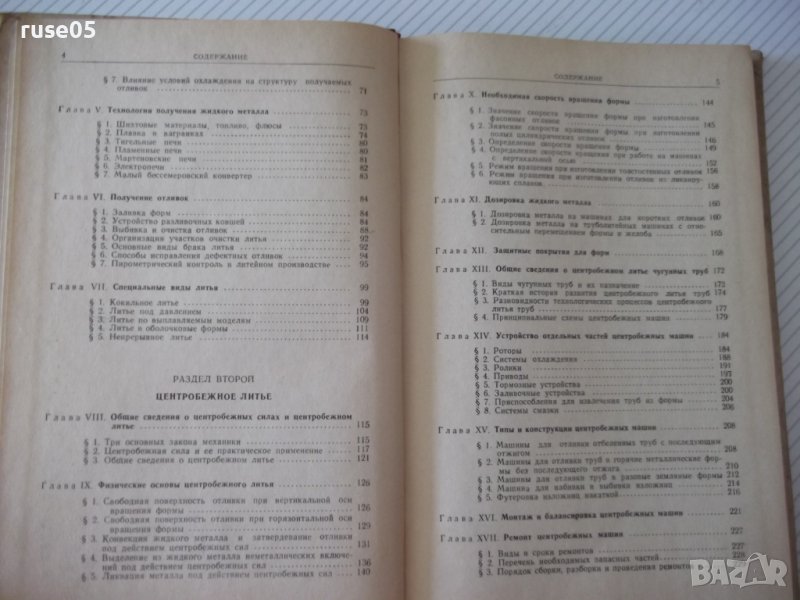 ruse05
4 СОДЕРЖАНИЕ
§ 7. Влияние условий охлаждения на структуру получаемых
отливок 71
Глава V. Технология получения жидкого металла 73
§ 1. Шихтовые материалы, топливо, флюсы 73
§ 2. Плавка в вагранках 74
§ 3. Тигельные печи 80
§ 4. Пламенные печи 80
§ 5. Мартеновские печи 81
§ 6. Электропечи 82
§ 7. Малый бессемеровский конвертер 83
Глава VI. Получение отливок 84
§ 1. Заливка форм 84
§ 2. Устройство разливочных ковшей 84
§ 3. Выбивка и очистка отливок 88
§ 4. Организация участков очистки литья 92
§ 5. Основные виды брака литья 92
§ 6. Способы исправления дефектных отливок 94
§ 7. Пирометрический контроль в литейном производстве 95
Глава VII. Специальные виды литья 99
§ 1. Кокильное литье 99
§ 2. Литье под давлением 104
§ 3. Литье по выплавляемым моделям 109
§ 4. Литье в оболочковые формы 111
§ 5. Непрерывное литье 114
РАЗДЕЛ ВТОРОЙ
ЦЕНТРОБЕЖНОЕ ЛИТЬЕ
Глава VIII. Общие сведения о центробежных силах и центробежном
литье 115
§ 1. Три основных закона механики 115
§ 2. Центробежная сила и ее практическое применение 117
§ 3. Общие сведения о центробежном литье 121
Глава IX. Физические основы центробежного литья 126
§ 1. Свободная поверхность отливки при вертикальной оси
вращения формы 126
§ 2. Свободная поверхность отливки при горизонтальной оси
вращения формы 129
§ 3. Конвекция жидкого металла и затвердевание отливки
под действием центробежных сил 131
§ 4. Выделение из жидкого металла неметаллических включений
под действием центробежных сил 136
§ 5. Ликвация металла под действием центробежных сил 140
СОДЕРЖАНИЕ 5
Глава X. Необходимая скорость вращения формы 144
§ 1. Значение скорости вращения формы при изготовлении
фасонных отливок 145
§ 2. Значение скорости вращения формы при изготовлении
полых цилиндрических отливок 146
§ 3. Определение скорости вращения формы 149
§ 4. Определение скорости вращения при работе на машинах
с вертикальной осью 152
§ 5. Режим вращения при изготовлении толстостенных отливок 156
§ 6. Режим вращения при изготовлении отливок из ликвирующих
сплавов 158
Глава XI. Дозировка жидкого металла 160
§ 1. Дозировка металла на машинах для коротких отливок 160
§ 2. Дозировка металла на труболитейных машинах с относительным
перемещением формы и желоба 165
Глава XII. Защитные покрытия для форм 168
Глава XIII. Общие сведения о центробежном литье чугунных труб 172
§ 1. Виды чугунных труб и их назначение 172
§ 2. Краткая история развития центробежного литья труб 174
§ 3. Разновидности технологических процессов центробежного
литья труб 177
§ 4. Принципиальные схемы центробежных машин 179
Глава XIV. Устройство отдельных частей центробежных машин 184
§ 1. Роторы 184
§ 2. Системы охлаждения 188
§ 3. Ролики 191
§ 4. Приводы 193
§ 5. Тормозные устройства 200
§ 6. Заливочные устройства 200
§ 7. Приспособления для извлечения труб из формы 204
§ 8. Системы смазки 206
Глава XV. Типы и конструкции центробежных машин 208
§ 1. Машины для отливки отбеленных труб с последующим
отжигом 208
§ 2. Машины для отливки труб в горячие металлические формы
без последующего отжига 210
§ 3. Машины для отливки труб в разовые земляные формы 212
§ 4. Машины для набивки и выбивки изложниц 214
§ 5. Футеровка изложниц накаткой 216
Глава XVI. Монтаж и балансировка центробежных машин 221
Глава XVII. Ремонт центробежных машин 227
§ 1. Виды и сроки ремонтов 227
§ 2. Перечень необходимых запасных частей 228
§ 3. Порядок сборки, разборки и проведения ремонтов
BAZAR